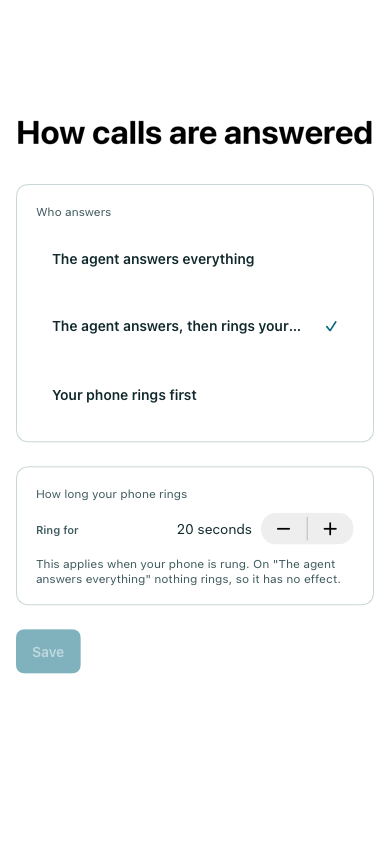 How calls are answered
Who answers
The agent answers everything
The agent answers, then rings your...
Your phone rings first
How long your phone rings
Ring for
20 seconds
This applies when your phone is rung. On "The agent
answers everything" nothing rings, so it has no effect.
Save